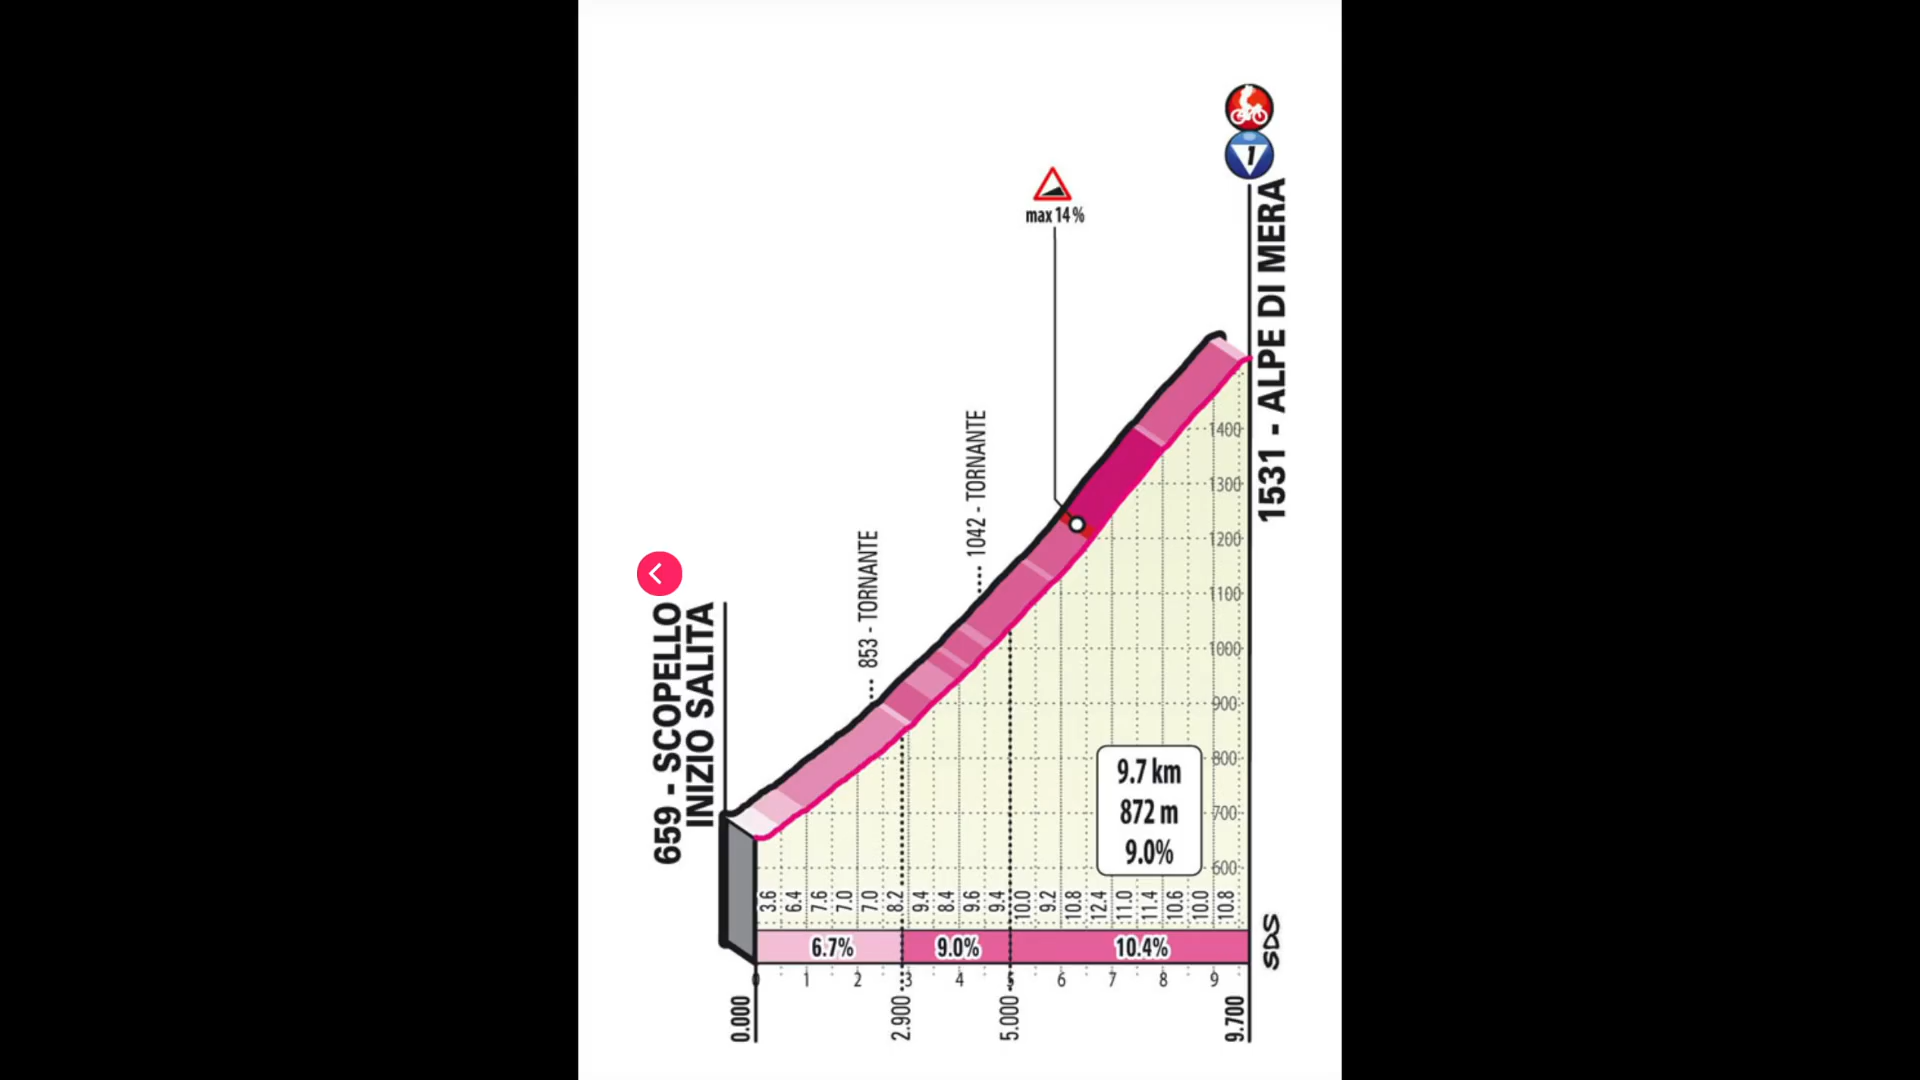 1
max 14%
1531 - ALPE DI MERA
1042 - TORNANTE
853 - TORNANTE
659 - SCOPELLO
INIZIO SALITA
1400
1300
1200
1100
1000
900
800
700
600
9.7 km
872 m
9.0%
3.6 6.4 7.6 7.0 7.0 8.2 9.4 8.4 9.6 9.4 10.0 9.2 10.8 12.4 11.0 11.4 10.6 10.0 10.8
6.7% 9.0% 10.4%
SDS
0 1 2 3 4 5 6 7 8 9
0.000 2.900 5.000 9.700